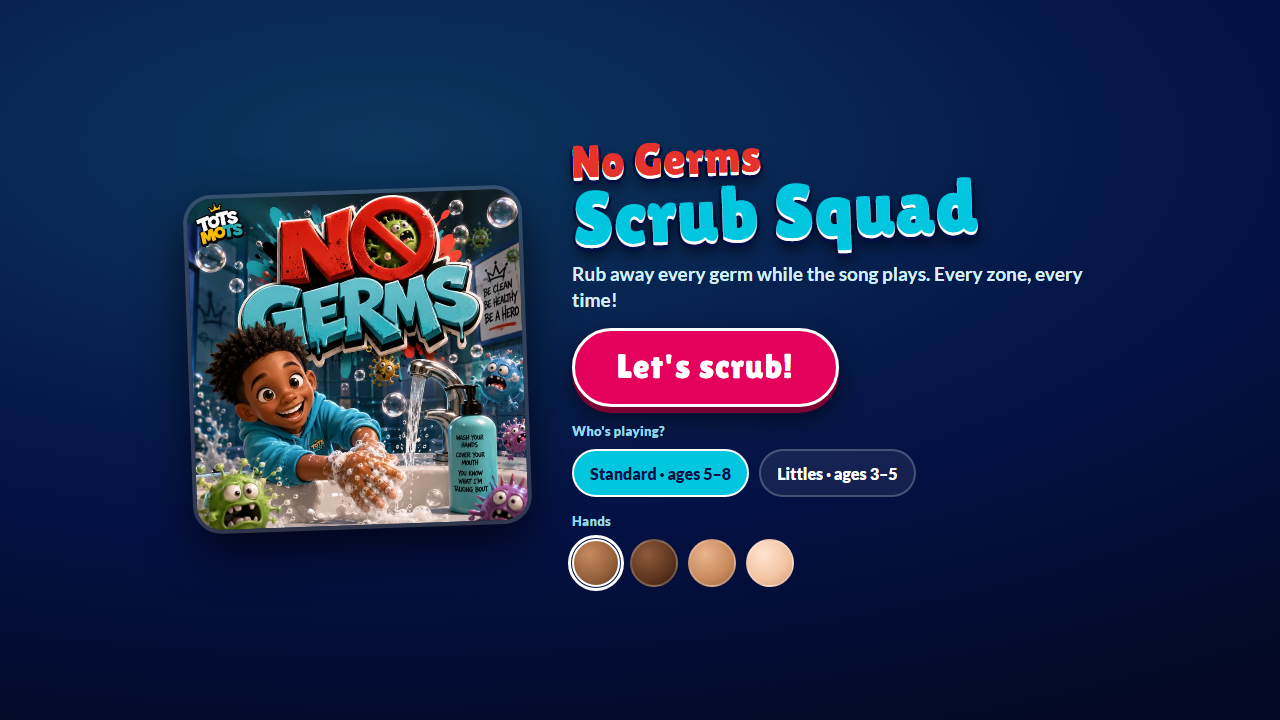 TOTS
MOTS
NO
GERMS
BE CLEAN
BE HEALTHY
BE A HERO
WASH YOUR
HANDS
COVER YOUR
MOUTH
YOU KNOW
WHAT I'M
TALKING BOUT
No Germs
Scrub Squad
Rub away every germ while the song plays. Every zone, every
time!
Let's scrub!
Who's playing?
Standard · ages 5–8
Littles · ages 3–5
Hands